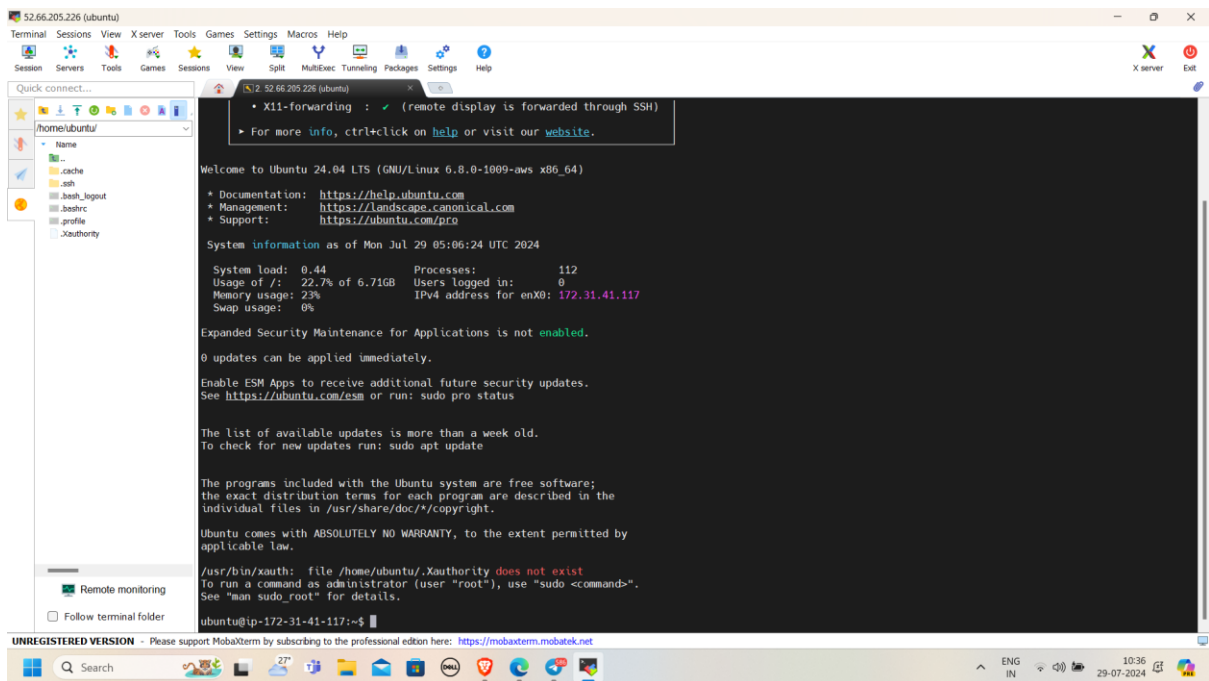 52.66.205.226 (ubuntu)
Terminal Sessions View X server Tools Games Settings Macros Help
Session Servers Tools Games Sessions View Split MultiExec Tunneling Packages Settings Help X server Exit
Quick connect...
2. 52.66.205.226 (ubuntu)
/home/ubuntu/
Name
..
.cache
.ssh
.bash_logout
.bashrc
.profile
.Xauthority
• X11-forwarding : ✔ (remote display is forwarded through SSH)
➤ For more info, ctrl+click on help or visit our website.
Welcome to Ubuntu 24.04 LTS (GNU/Linux 6.8.0-1009-aws x86_64)
* Documentation: https://help.ubuntu.com
* Management: https://landscape.canonical.com
* Support: https://ubuntu.com/pro
System information as of Mon Jul 29 05:06:24 UTC 2024
System load: 0.44 Processes: 112
Usage of /: 22.7% of 6.71GB Users logged in: 0
Memory usage: 23% IPv4 address for enX0: 172.31.41.117
Swap usage: 0%
Expanded Security Maintenance for Applications is not enabled.
0 updates can be applied immediately.
Enable ESM Apps to receive additional future security updates.
See https://ubuntu.com/esm or run: sudo pro status
The list of available updates is more than a week old.
To check for new updates run: sudo apt update
The programs included with the Ubuntu system are free software;
the exact distribution terms for each program are described in the
individual files in /usr/share/doc/*/copyright.
Ubuntu comes with ABSOLUTELY NO WARRANTY, to the extent permitted by
applicable law.
/usr/bin/xauth: file /home/ubuntu/.Xauthority does not exist
To run a command as administrator (user "root"), use "sudo <command>".
See "man sudo_root" for details.
ubuntu@ip-172-31-41-117:~$
Remote monitoring
Follow terminal folder
UNREGISTERED VERSION - Please support MobaXterm by subscribing to the professional edition here: https://mobaxterm.mobatek.net
Search
27°
DELL
ENG
IN
10:36
29-07-2024
PRE